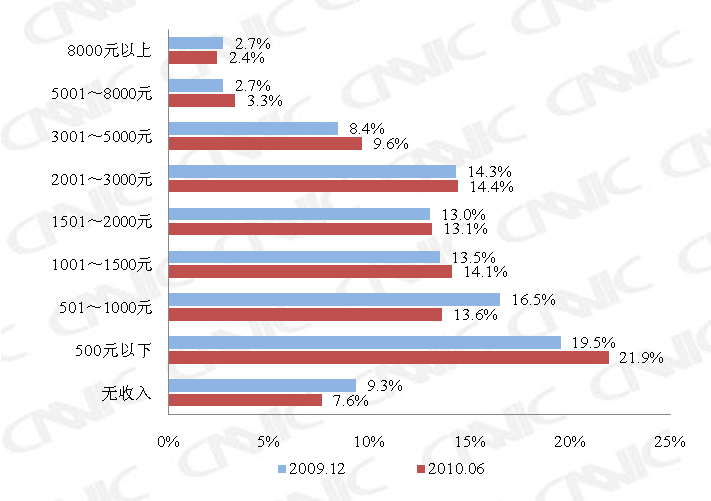 8000元以上 2.7%
2.4%
5001～8000元 2.7%
3.3%
3001～5000元 8.4%
9.6%
2001～3000元 14.3%
14.4%
1501～2000元 13.0%
13.1%
1001～1500元 13.5%
14.1%
501～1000元 16.5%
13.6%
500元以下 19.5%
21.9%
无收入 9.3%
7.6%
0% 5% 10% 15% 20% 25%
2009.12 2010.06
CNNIC